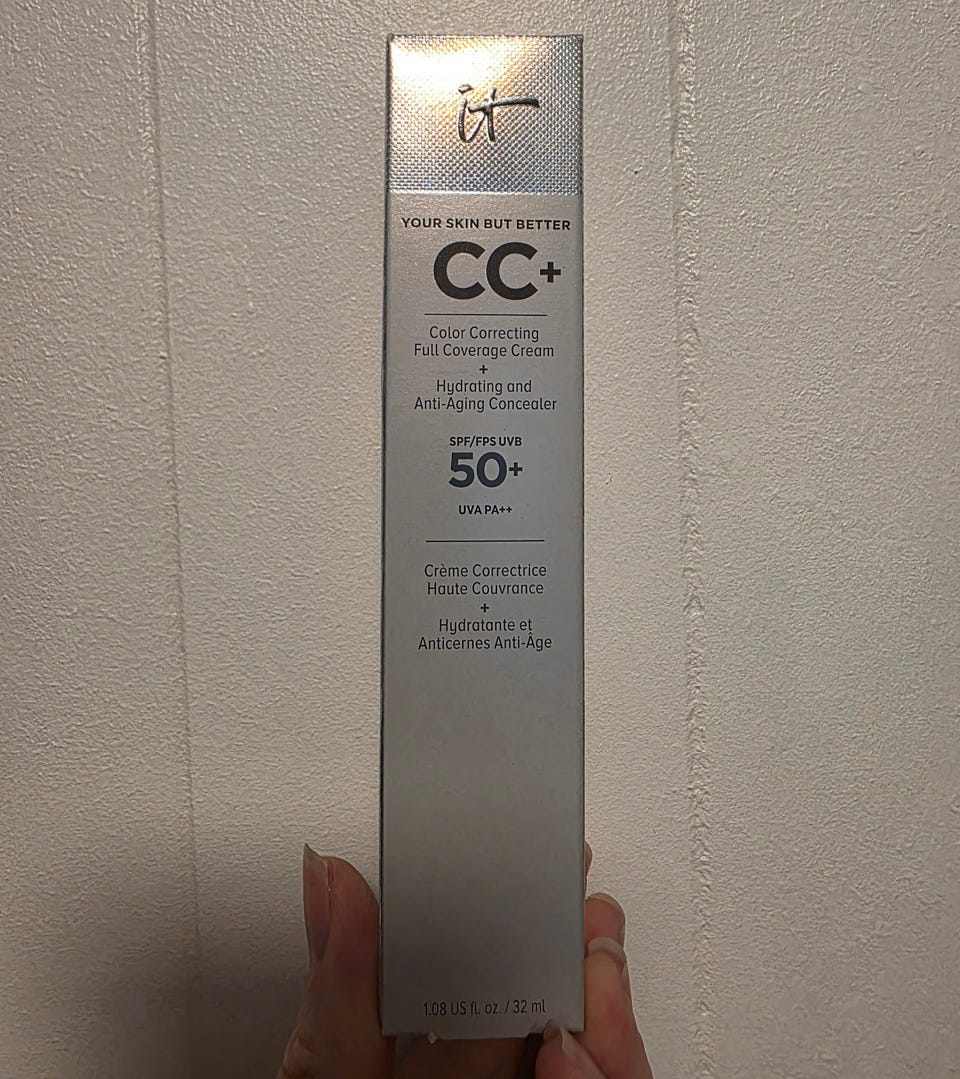 it
YOUR SKIN BUT BETTER
CC+
Color Correcting
Full Coverage Cream
+
Hydrating and
Anti-Aging Concealer
SPF/FPS UVB
50+
UVA PA++
Crème Correctrice
Haute Couvrance
+
Hydratante et
Anticernes Anti-Âge
1.08 US fl. oz. / 32 ml